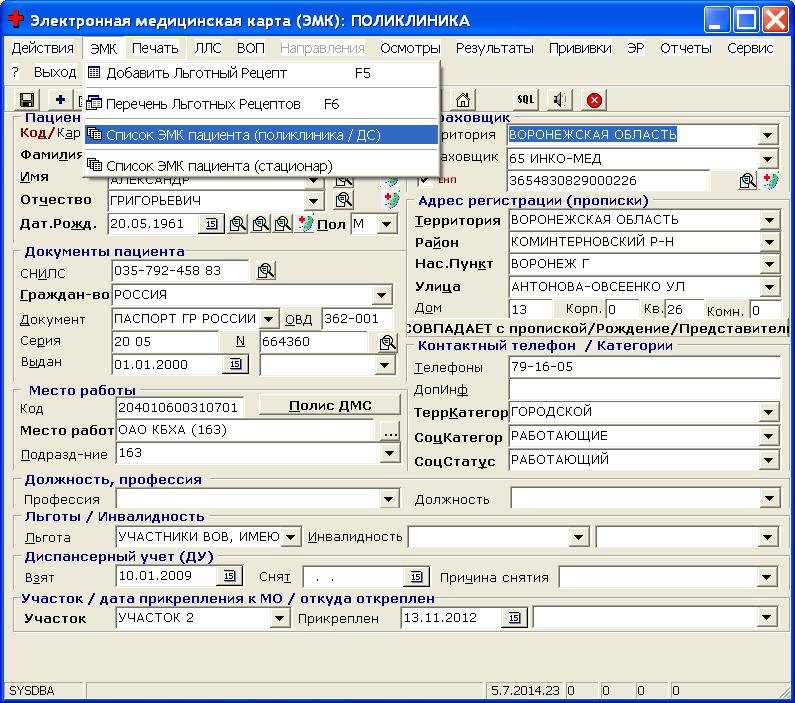 Электронная медицинская карта (ЭМК): ПОЛИКЛИНИКА
Действия ЭМК Печать ЛЛС ВОП Направления Осмотры Результаты Прививки ЭР Отчеты Сервис
? Выход
Добавить Льготный Рецепт F5
Перечень Льготных Рецептов F6
Список ЭМК пациента (поликлиника / ДС)
Список ЭМК пациента (стационар)
SQL
Пациен
Код/Кар
Фамилия
Имя АЛЕКСАНДР
Отчество ГРИГОРЬЕВИЧ
Дат.Рожд. 20.05.1961 15 Пол М
раховщик
ритория ВОРОНЕЖСКАЯ ОБЛАСТЬ
аховщик 65 ИНКО-МЕД
ЕНП 3654830829000226
Адрес регистрации (прописки)
Территория ВОРОНЕЖСКАЯ ОБЛАСТЬ
Район КОМИНТЕРНОВСКИЙ Р-Н
Нас.Пункт ВОРОНЕЖ Г
Улица АНТОНОВА-ОВСЕЕНКО УЛ
Дом 13 Корп. 0 Кв. 26 Комн. 0
СОВПАДАЕТ с пропиской/Рождение/Представитель
Документы пациента
СНИЛС 035-792-458 83
Граждан-во РОССИЯ
Документ ПАСПОРТ ГР РОССИИ ОВД 362-001
Серия 20 05 N 664360
Выдан 01.01.2000 15
Контактный телефон / Категории
Телефоны 79-16-05
ДопИнф
ТеррКатегор ГОРОДСКОЙ
СоцКатегор РАБОТАЮЩИЕ
СоцСтатус РАБОТАЮЩИЙ
Место работы
Код 204010600310701 Полис ДМС
Место работ ОАО КБХА (163) ...
Подразд-ние 163
Должность, профессия
Профессия Должность
Льготы / Инвалидность
Льгота УЧАСТНИКИ ВОВ, ИМЕЮ Инвалидность
Диспансерный учет (ДУ)
Взят 10.01.2009 15 Снят . . 15 Причина снятия
Участок / дата прикрепления к МО / откуда откреплен
Участок УЧАСТОК 2 Прикреплен 13.11.2012 15
SYSDBA 5.7.2014.23 0 0 0 0